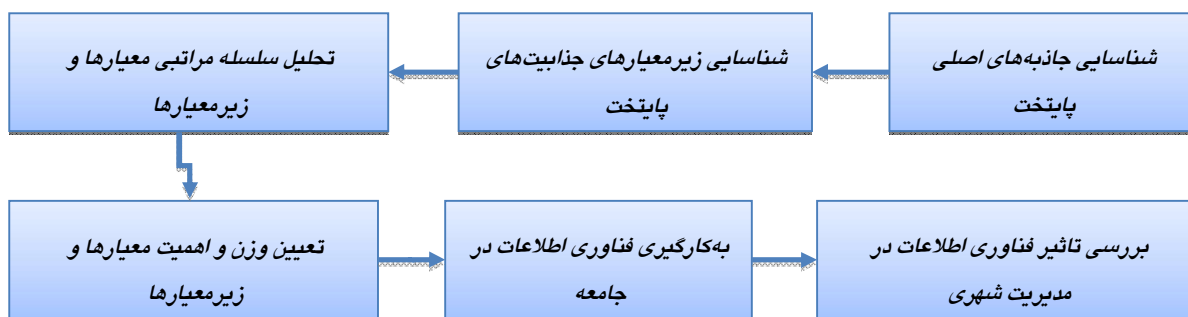 شناسایی جاذبه‌های اصلی
پایتخت
شناسایی زیرمعیارهای جذابیت‌های
پایتخت
تحلیل سلسله مراتبی معیارها و
زیرمعیارها
تعیین وزن و اهمیت معیارها و
زیرمعیارها
به‌کارگیری فناوری اطلاعات در
جامعه
بررسی تاثیر فناوری اطلاعات در
مدیریت شهری